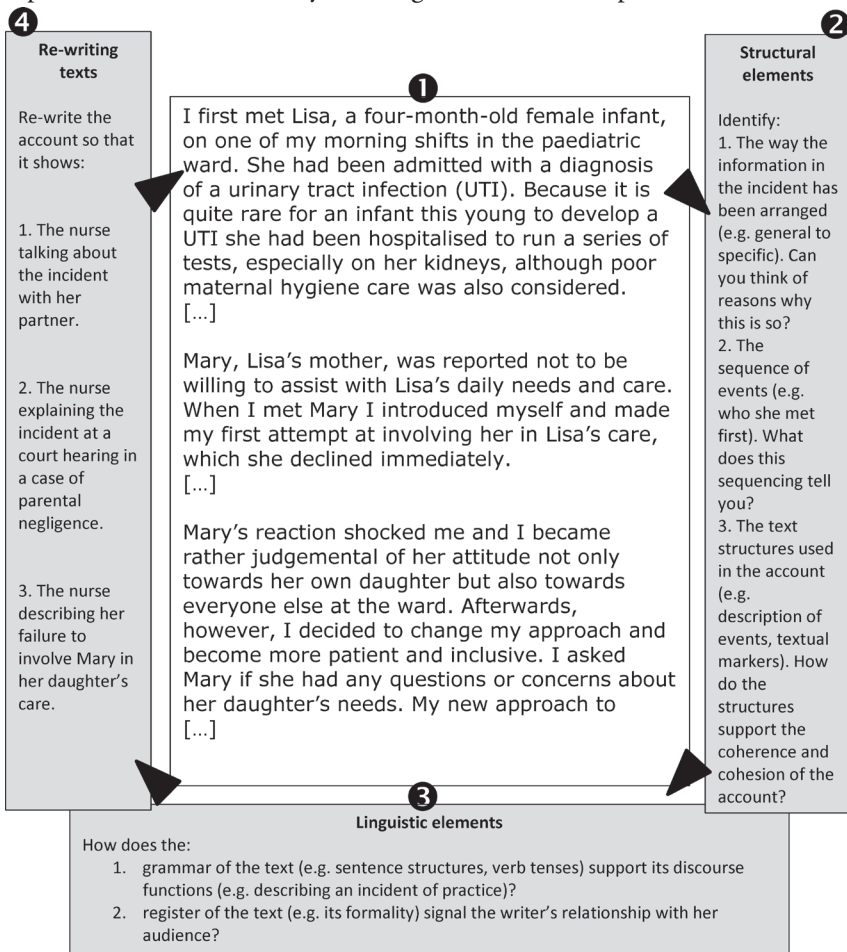 ❶
I first met Lisa, a four-month-old female infant,
on one of my morning shifts in the paediatric
ward. She had been admitted with a diagnosis
of a urinary tract infection (UTI). Because it is
quite rare for an infant this young to develop a
UTI she had been hospitalised to run a series of
tests, especially on her kidneys, although poor
maternal hygiene care was also considered.
[...]
Mary, Lisa's mother, was reported not to be
willing to assist with Lisa's daily needs and care.
When I met Mary I introduced myself and made
my first attempt at involving her in Lisa's care,
which she declined immediately.
[...]
Mary's reaction shocked me and I became
rather judgemental of her attitude not only
towards her own daughter but also towards
everyone else at the ward. Afterwards,
however, I decided to change my approach and
become more patient and inclusive. I asked
Mary if she had any questions or concerns about
her daughter's needs. My new approach to
[...]
❷
Structural
elements
Identify:
1. The way the
information in
the incident has
been arranged
(e.g. general to
specific). Can
you think of
reasons why
this is so?
2. The
sequence of
events (e.g.
who she met
first). What
does this
sequencing tell
you?
3. The text
structures used
in the account
(e.g.
description of
events, textual
markers). How
do the
structures
support the
coherence and
cohesion of the
account?
❸
Linguistic elements
How does the:
1. grammar of the text (e.g. sentence structures, verb tenses) support its discourse
functions (e.g. describing an incident of practice)?
2. register of the text (e.g. its formality) signal the writer's relationship with her
audience?
❹
Re-writing
texts
Re-write the
account so that
it shows:
1. The nurse
talking about
the incident
with her
partner.
2. The nurse
explaining the
incident at a
court hearing in
a case of
parental
negligence.
3. The nurse
describing her
failure to
involve Mary in
her daughter's
care.